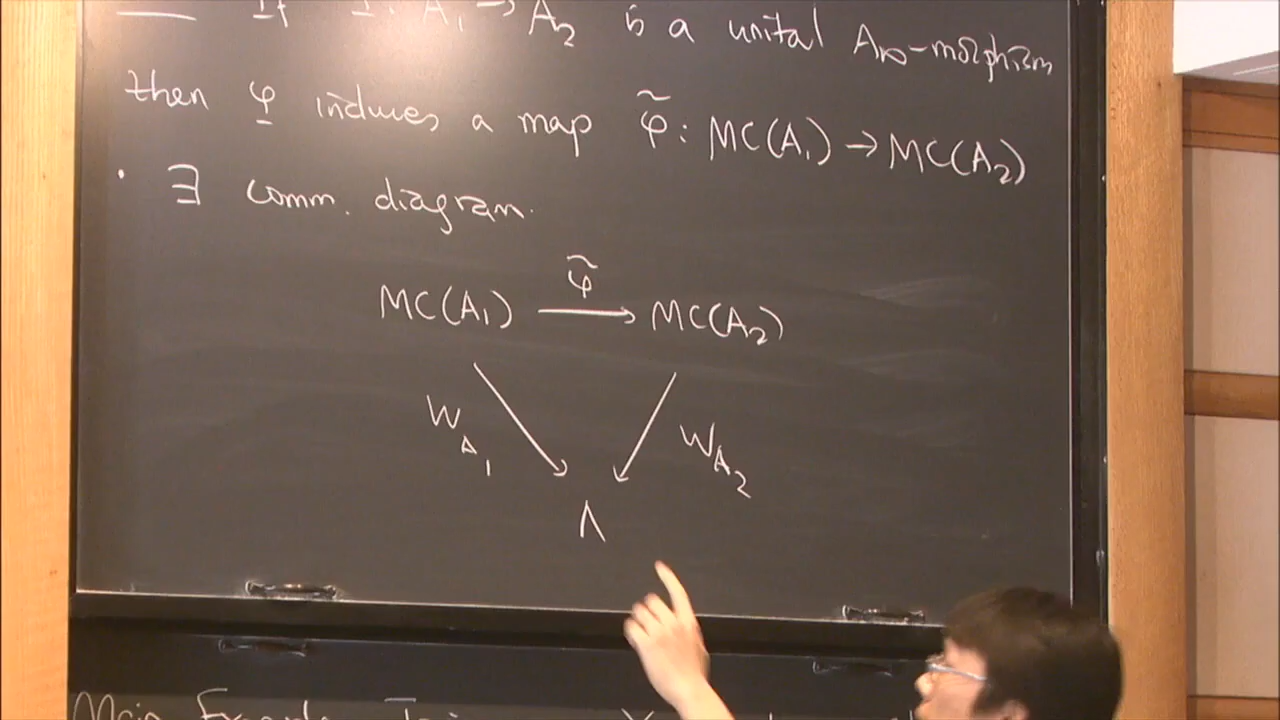 If φ : A₁ → A₂ is a unital A∞-morphism
then φ induces a map φ̃ : MC(A₁) → MC(A₂)
· ∃ comm. diagram.
φ̃
MC(A₁) → MC(A₂)
W_A₁ W_A₂
Λ
Main